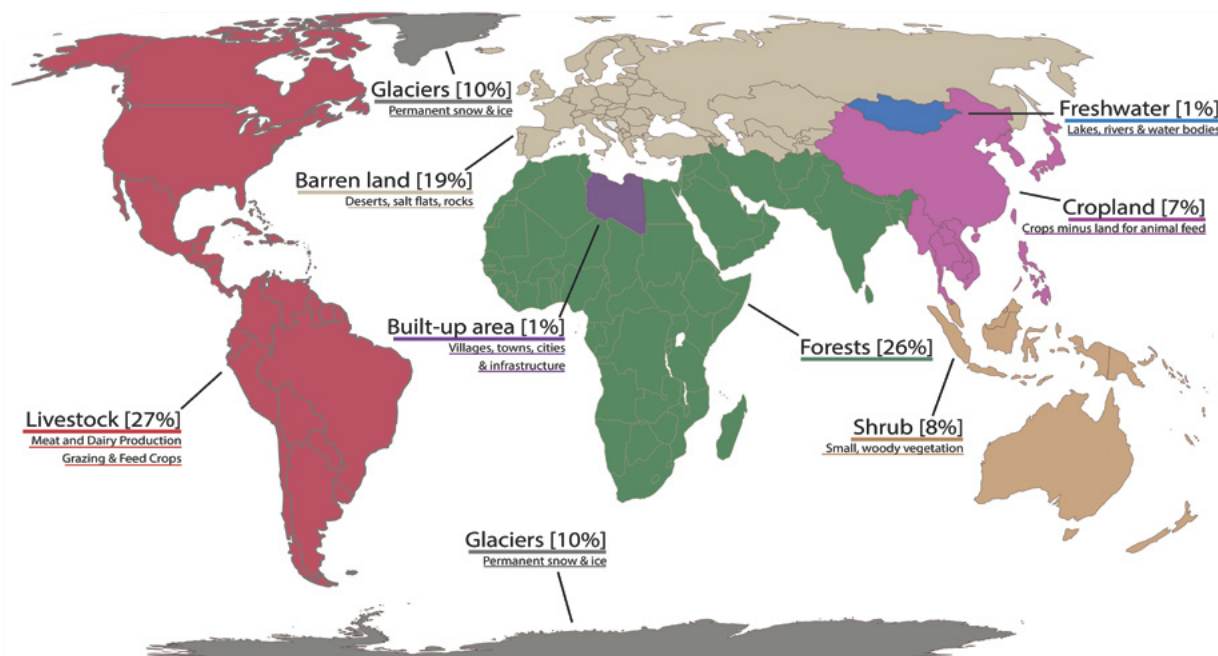 Glaciers [10%]
Permanent snow & ice
Freshwater [1%]
Lakes, rivers & water bodies
Barren land [19%]
Deserts, salt flats, rocks
Cropland [7%]
Crops minus land for animal feed
Built-up area [1%]
Villages, towns, cities
& infrastructure
Forests [26%]
Livestock [27%]
Meat and Dairy Production
Grazing & Feed Crops
Shrub [8%]
Small, woody vegetation
Glaciers [10%]
Permanent snow & ice